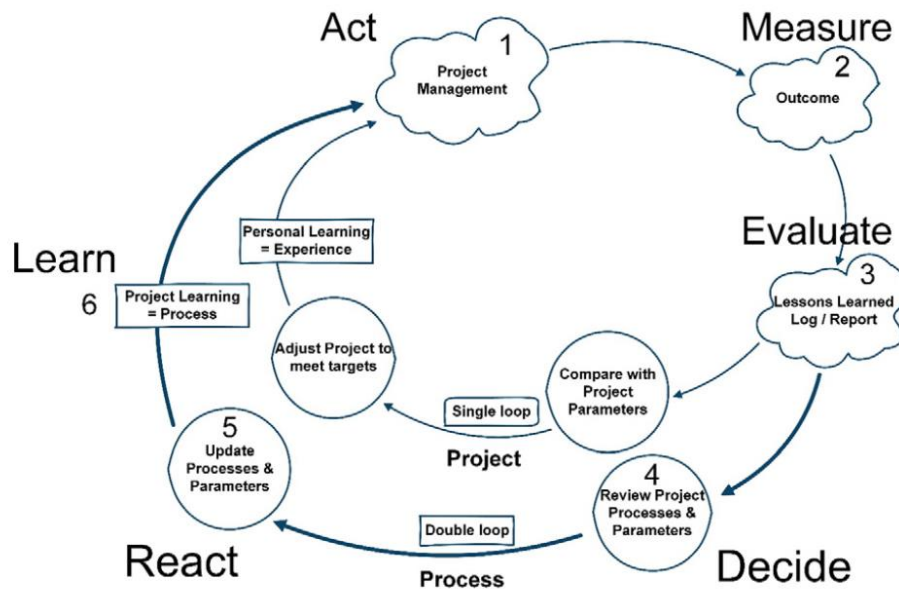 Act
1
Project
Management
Measure
2
Outcome
Evaluate
3
Lessons Learned
Log / Report
Compare with
Project
Parameters
Single loop
Project
Adjust Project to
meet targets
Personal Learning
= Experience
4
Review Project
Processes &
Parameters
Decide
Double loop
Process
5
Update
Processes &
Parameters
React
Learn
6
Project Learning
= Process